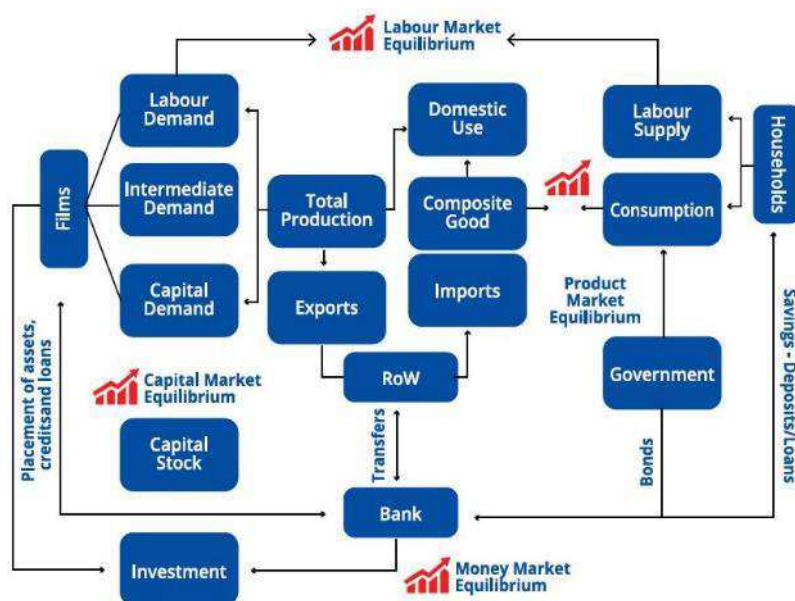 Labour Market
Equilibrium
Labour
Demand
Domestic
Use
Labour
Supply
Households
Films
Intermediate
Demand
Total
Production
Composite
Good
Consumption
Capital
Demand
Exports
Imports
Product
Market
Equilibrium
Government
RoW
Capital Market
Equilibrium
Placement of assets,
creditsand loans
Capital
Stock
Transfers
Bonds
Savings - Deposits/Loans
Bank
Investment
Money Market
Equilibrium